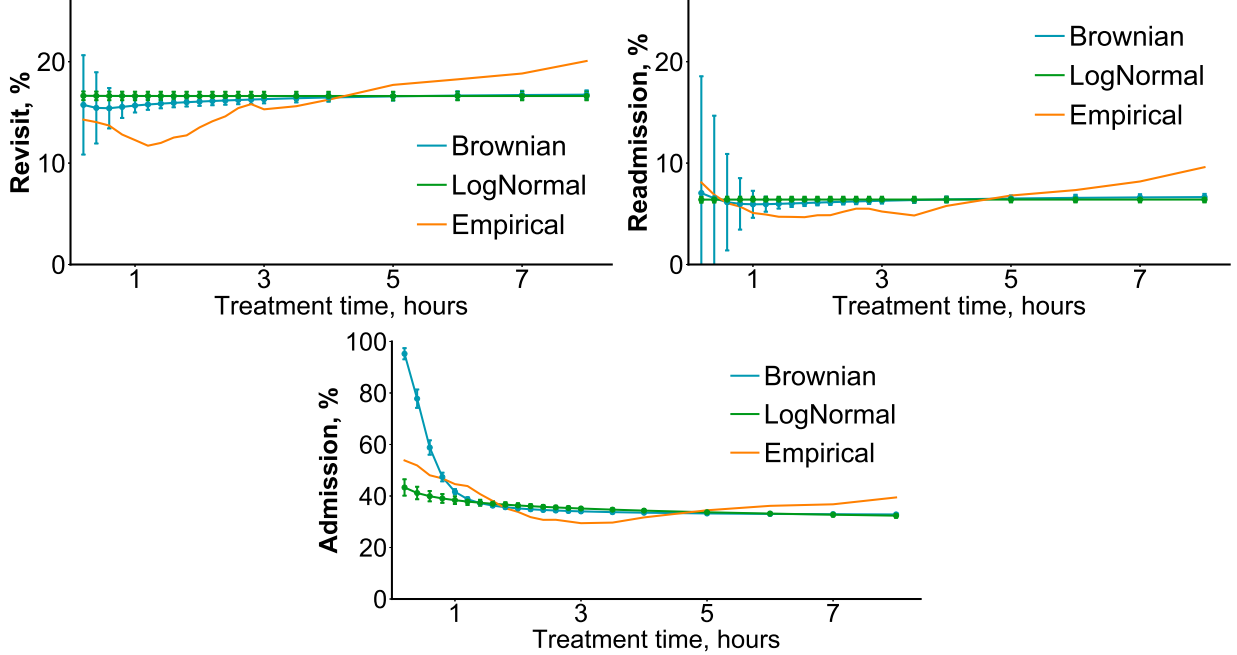 Revisit, %
20
10
0
1 3 5 7
Treatment time, hours
Brownian
LogNormal
Empirical
Readmission, %
20
10
0
1 3 5 7
Treatment time, hours
Brownian
LogNormal
Empirical
Admission, %
100
80
60
40
20
0
1 3 5 7
Treatment time, hours
Brownian
LogNormal
Empirical